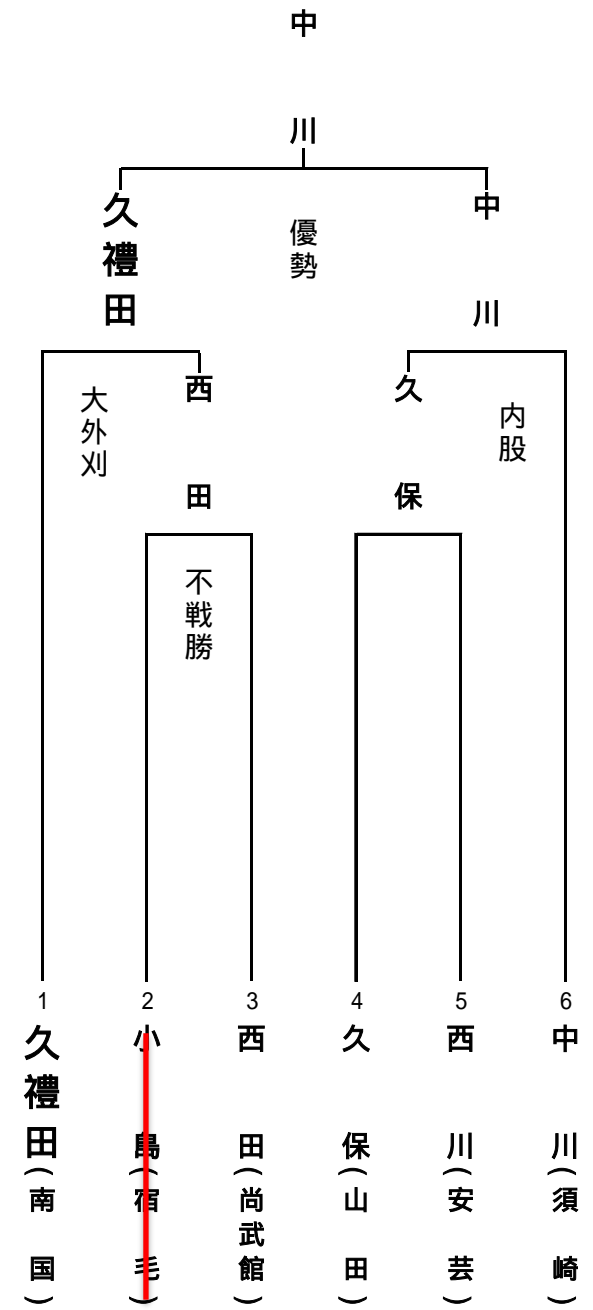 中川
久禮田
優勢
中川
大外刈
西田
久保
内股
不戦勝
1
2
3
4
5
6
久禮田(南国)
小島(宿毛)
西田(尚武館)
久保(山田)
西川(安芸)
中川(須崎)